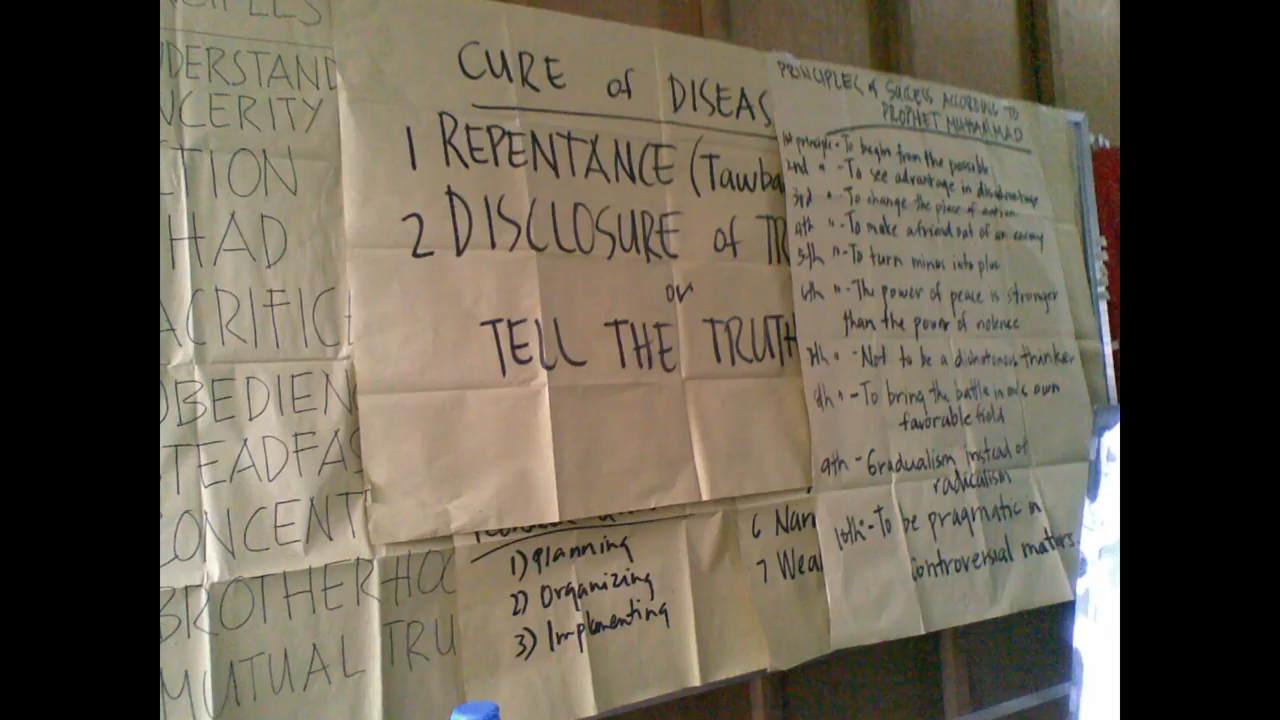 CIPLES
NDERSTAND
NCERITY
CTION
HAD
ACRIFICE
OBEDIEN
TEADFAS
CONCENT
BROTHERHOO
MUTUAL TRU
CURE of DISEAS
1 REPENTANCE (Tawba
2 DISCLOSURE of TR
or
TELL THE TRUTH
1) Planning
2) Organizing
3) Implementing
6 Narr
7 Wea
PRINCIPLES of SUCCESS ACCORDING TO
PROPHET MUHAMMAD
1st principle - To begin from the possible
2nd " - To see advantage in disadvantage
3rd " - To change the place of action
4th " - To make a friend out of an enemy
5th " - To turn minus into plus
6th " - The power of peace is stronger
than the power of violence
7th " - Not to be a dichotomous thinker
8th " - To bring the battle in one's own
favorable field
9th - Gradualism instead of
radicalism
10th - To be pragmatic in
controversial matters.